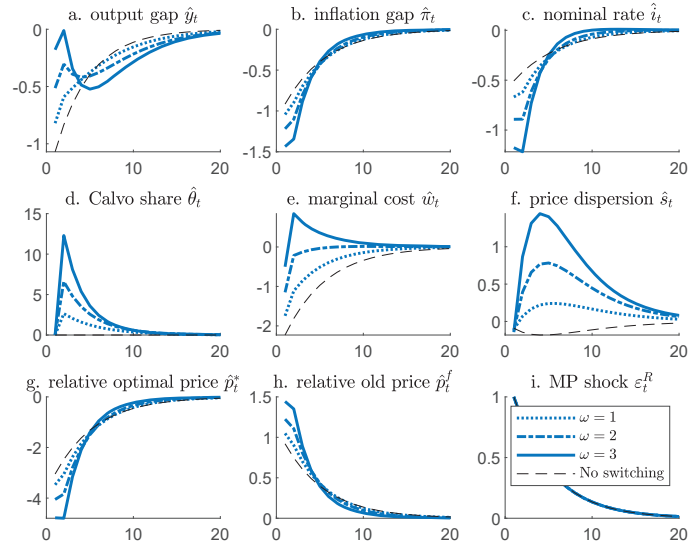 a. output gap ŷ_t
b. inflation gap π̂_t
c. nominal rate î_t
0
-0.5
-1
0 10 20
0
-0.5
-1
-1.5
0 10 20
0
-0.5
-1
0 10 20
d. Calvo share θ̂_t
e. marginal cost ŵ_t
f. price dispersion ŝ_t
15
10
5
0
0 10 20
0
-1
-2
0 10 20
1
0.5
0
0 10 20
g. relative optimal price p̂*_t
h. relative old price p̂^f_t
i. MP shock ε^R_t
0
-2
-4
0 10 20
1.5
1
0.5
0
0 10 20
1
0.5
0
0 10 20
ω = 1
ω = 2
ω = 3
No switching